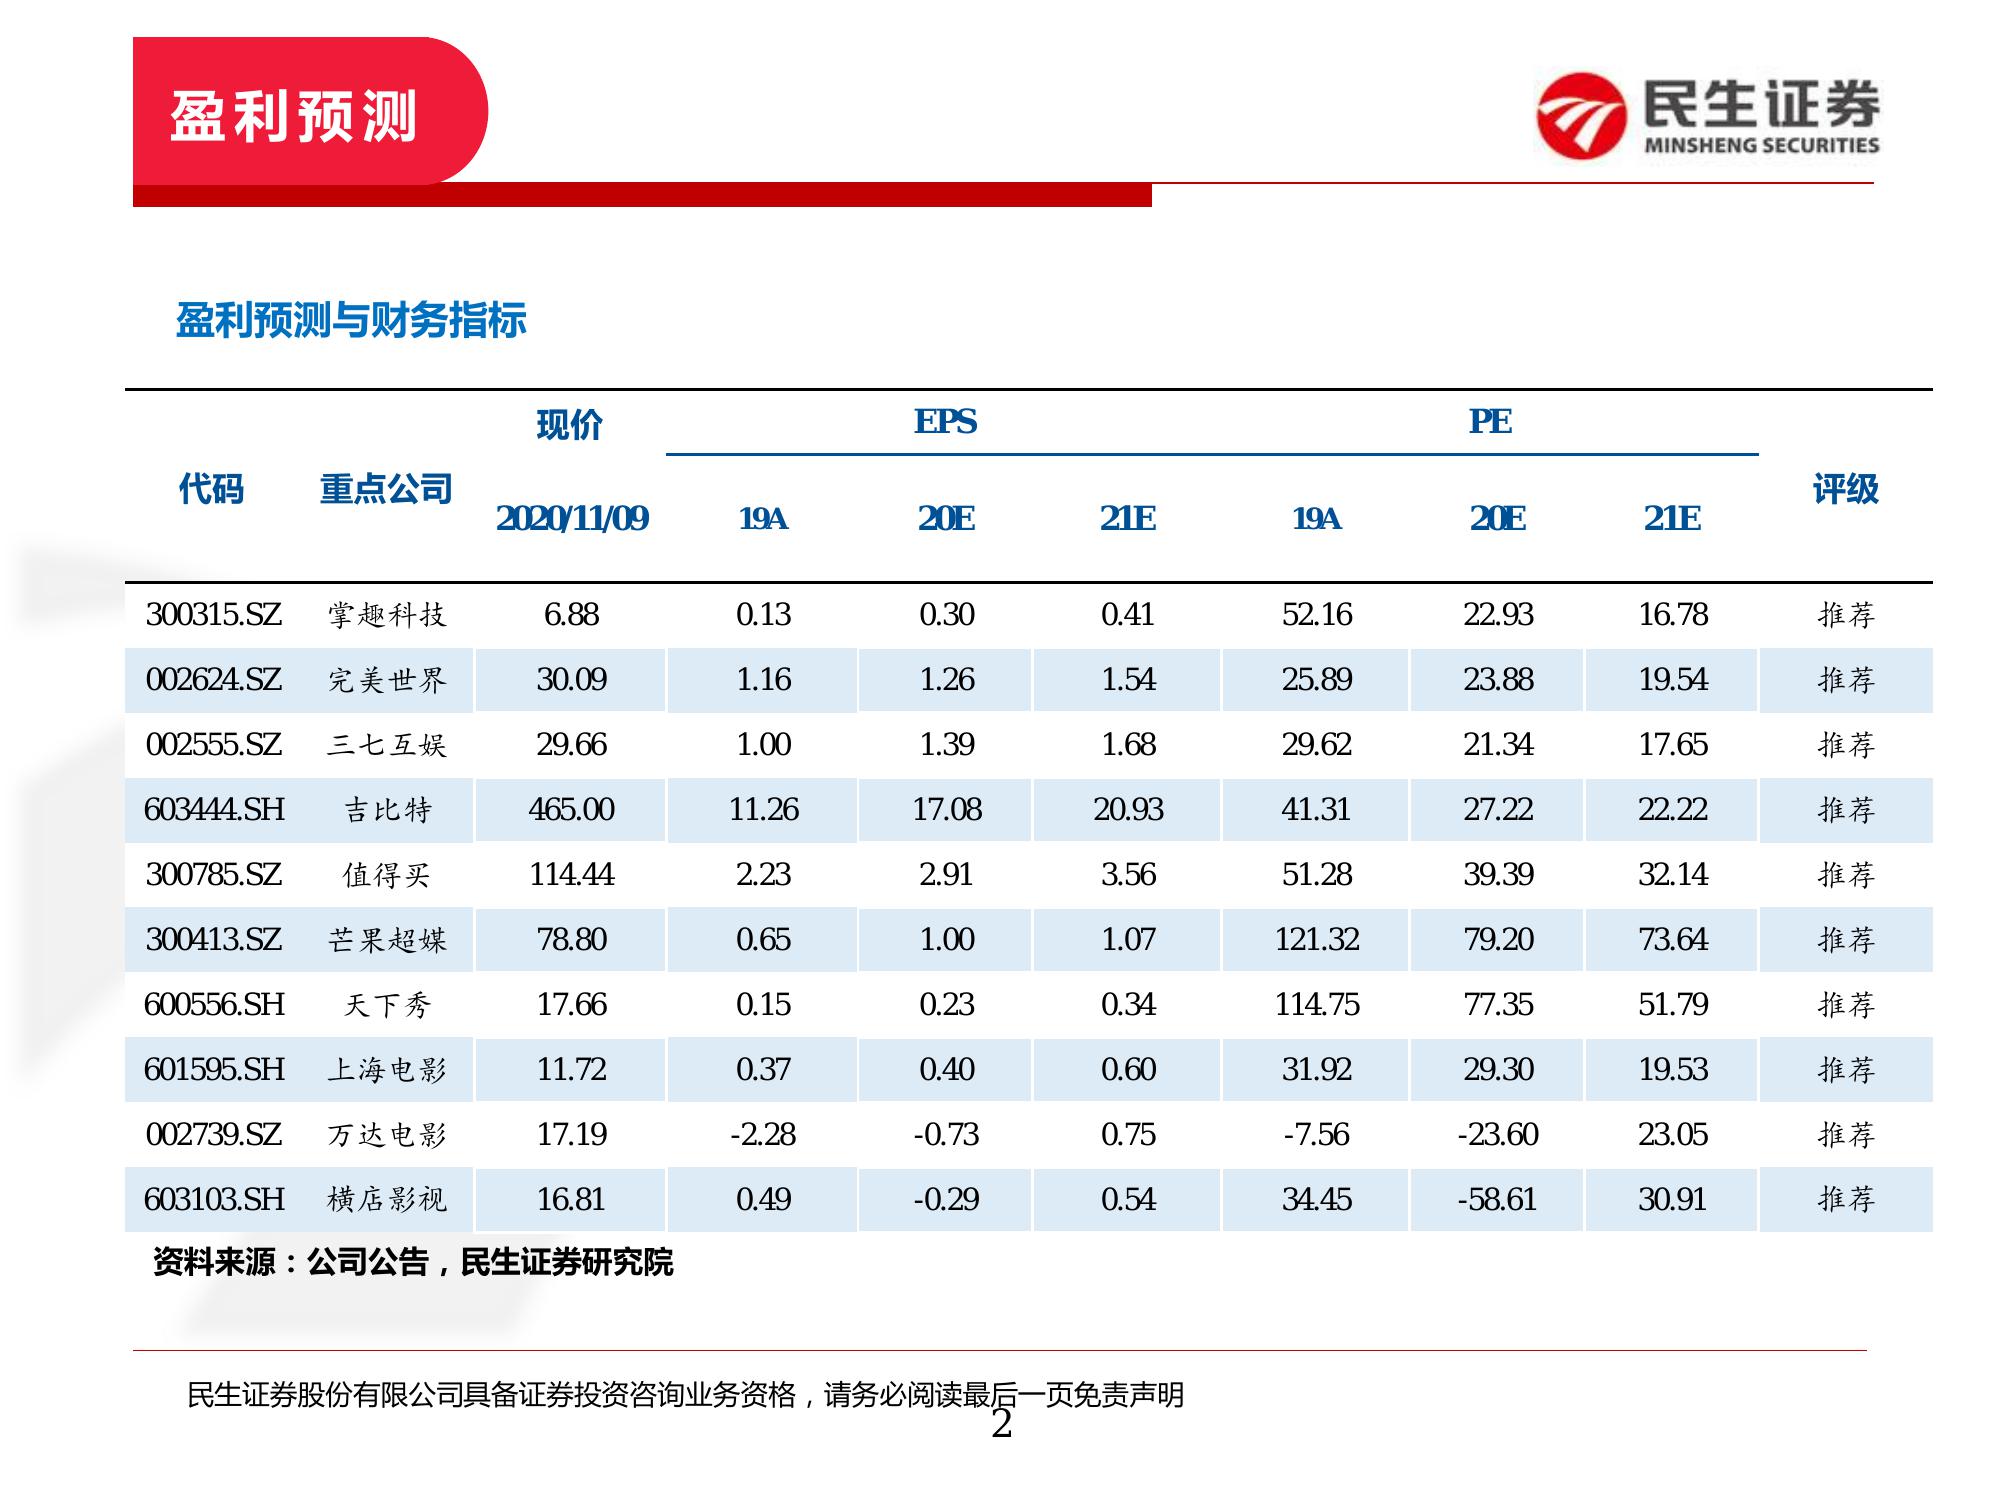 盈利预测
民生证券
MINSHENG SECURITIES
盈利预测与财务指标
代码 重点公司 现价 EPS PE 评级
2020/11/09 19A 20E 21E 19A 20E 21E
300315.SZ 掌趣科技 6.88 0.13 0.30 0.41 52.16 22.93 16.78 推荐
002624.SZ 完美世界 30.09 1.16 1.26 1.54 25.89 23.88 19.54 推荐
002555.SZ 三七互娱 29.66 1.00 1.39 1.68 29.62 21.34 17.65 推荐
603444.SH 吉比特 465.00 11.26 17.08 20.93 41.31 27.22 22.22 推荐
300785.SZ 值得买 114.44 2.23 2.91 3.56 51.28 39.39 32.14 推荐
300413.SZ 芒果超媒 78.80 0.65 1.00 1.07 121.32 79.20 73.64 推荐
600556.SH 天下秀 17.66 0.15 0.23 0.34 114.75 77.35 51.79 推荐
601595.SH 上海电影 11.72 0.37 0.40 0.60 31.92 29.30 19.53 推荐
002739.SZ 万达电影 17.19 -2.28 -0.73 0.75 -7.56 -23.60 23.05 推荐
603103.SH 横店影视 16.81 0.49 -0.29 0.54 34.45 -58.61 30.91 推荐
资料来源：公司公告，民生证券研究院
民生证券股份有限公司具备证券投资咨询业务资格，请务必阅读最后一页免责声明
2